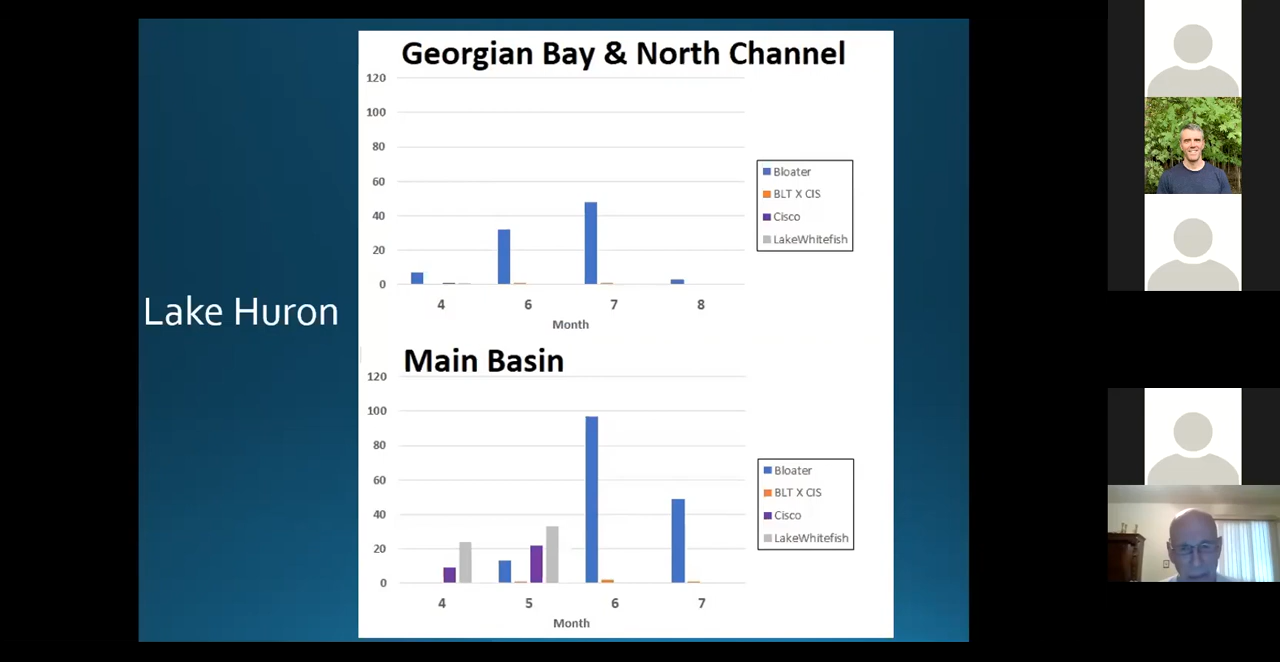 Lake Huron
Georgian Bay & North Channel
120
100
80
60
40
20
0
4 6 7 8
Month
Bloater
BLT X CIS
Cisco
LakeWhitefish
Main Basin
120
100
80
60
40
20
0
4 5 6 7
Month
Bloater
BLT X CIS
Cisco
LakeWhitefish